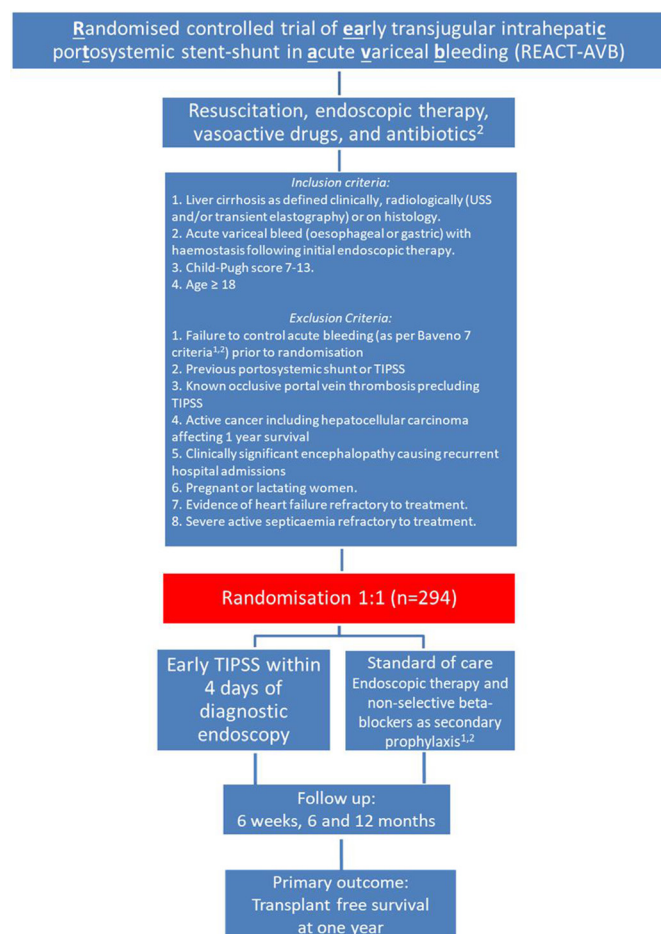 Randomised controlled trial of early transjugular intrahepatic
portosystemic stent-shunt in acute variceal bleeding (REACT-AVB)
Resuscitation, endoscopic therapy,
vasoactive drugs, and antibiotics2
Inclusion criteria:
1. Liver cirrhosis as defined clinically, radiologically (USS
and/or transient elastography) or on histology.
2. Acute variceal bleed (oesophageal or gastric) with
haemostasis following initial endoscopic therapy.
3. Child-Pugh score 7-13.
4. Age ≥ 18
Exclusion Criteria:
1. Failure to control acute bleeding (as per Baveno 7
criteria1,2) prior to randomisation
2. Previous portosystemic shunt or TIPSS
3. Known occlusive portal vein thrombosis precluding
TIPSS
4. Active cancer including hepatocellular carcinoma
affecting 1 year survival
5. Clinically significant encephalopathy causing recurrent
hospital admissions
6. Pregnant or lactating women.
7. Evidence of heart failure refractory to treatment.
8. Severe active septicaemia refractory to treatment.
Randomisation 1:1 (n=294)
Early TIPSS within
4 days of
diagnostic
endoscopy
Standard of care
Endoscopic therapy and
non-selective beta-
blockers as secondary
prophylaxis1,2
Follow up:
6 weeks, 6 and 12 months
Primary outcome:
Transplant free survival
at one year